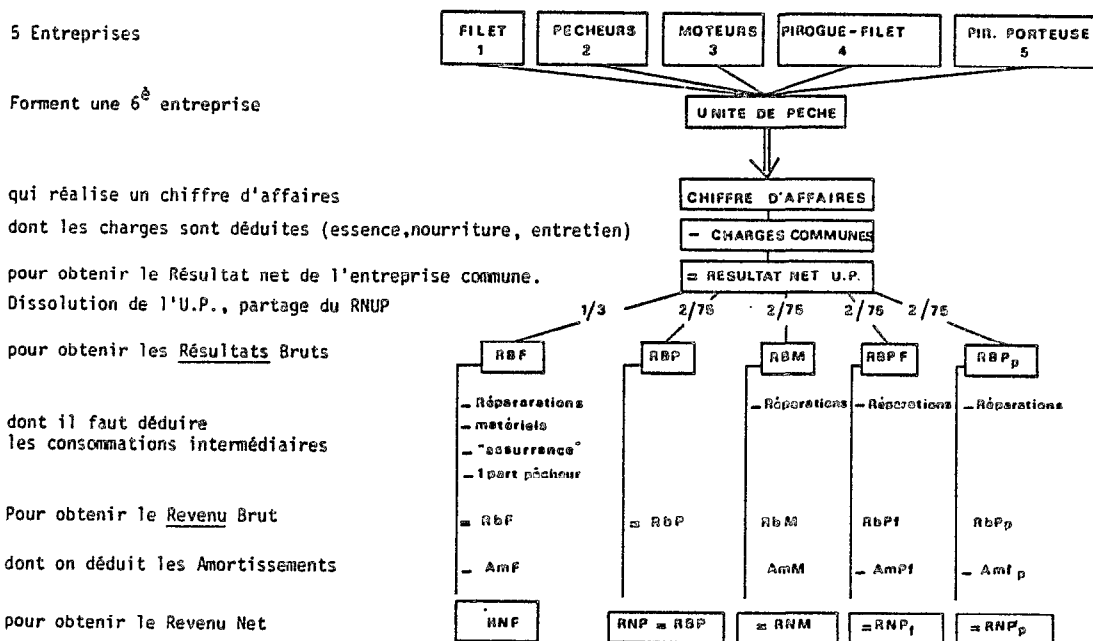 5 Entreprises
FILET PECHEURS MOTEURS PIROGUE-FILET PIR. PORTEUSE
1 2 3 4 5
Forment une 6è entreprise
UNITE DE PECHE
qui réalise un chiffre d'affaires
CHIFFRE D'AFFAIRES
dont les charges sont déduites (essence,nourriture, entretien)
- CHARGES COMMUNES
pour obtenir le Résultat net de l'entreprise commune.
= RESULTAT NET U.P.
Dissolution de l'U.P., partage du RNUP
1/3 2/75 2/75 2/75 2/75
pour obtenir les Résultats Bruts
RBF RBP RBM RBPF RBPp
- Répararations - Réparations - Réparations - Réparations
- matériels
dont il faut déduire
les consommations intermédiaires
- "assurrance"
- 1 part pêcheur
Pour obtenir le Revenu Brut
= RbF = RbP RbM RbPf RbPp
dont on déduit les Amortissements
- AmF AmM - AmPf - Amfp
pour obtenir le Revenu Net
RNF RNP = RBP = RNM =RNPf =RNPp